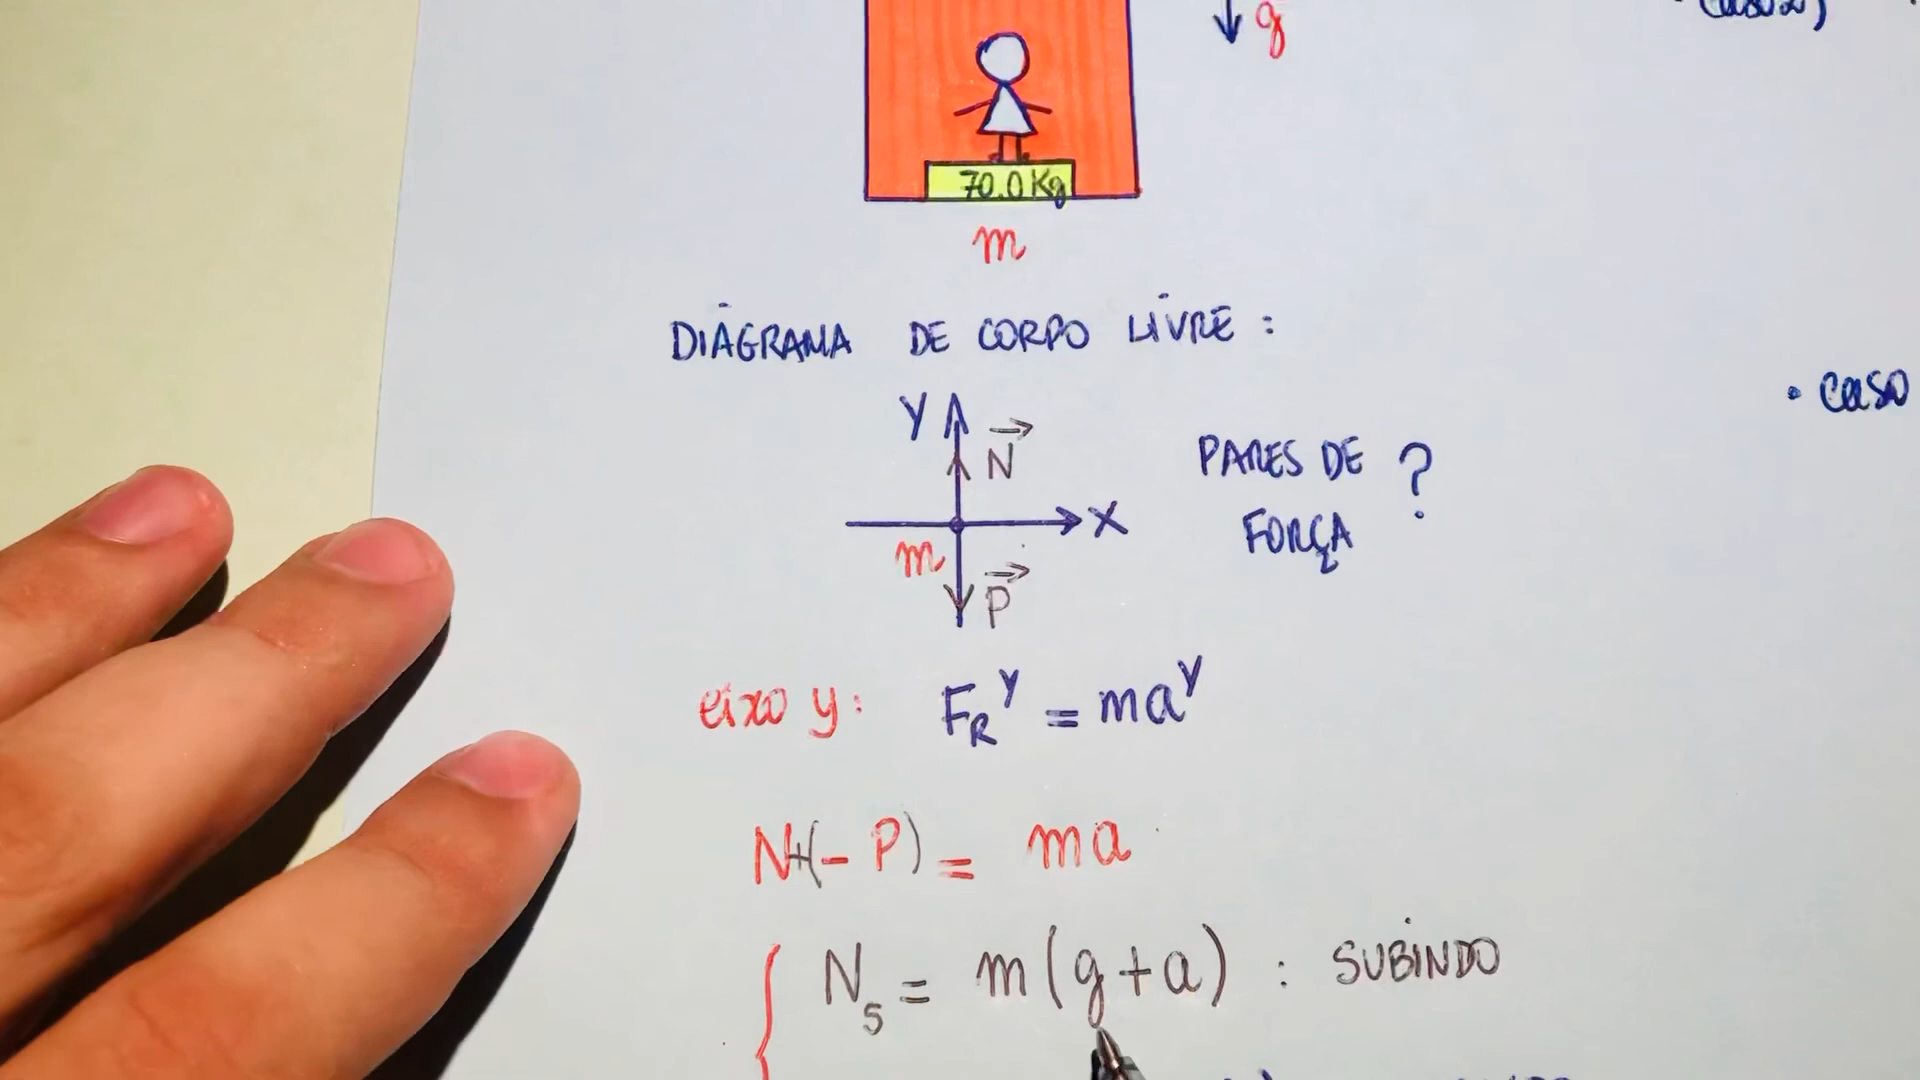 g
70.0 Kg
m
DIAGRAMA DE CORPO LIVRE :
Y
N
X
m
P
PARES DE ?
FORÇA
• caso
eixo y: F_R^Y = ma^Y
N+(- P) = ma
N_s = m(g+a) : SUBINDO